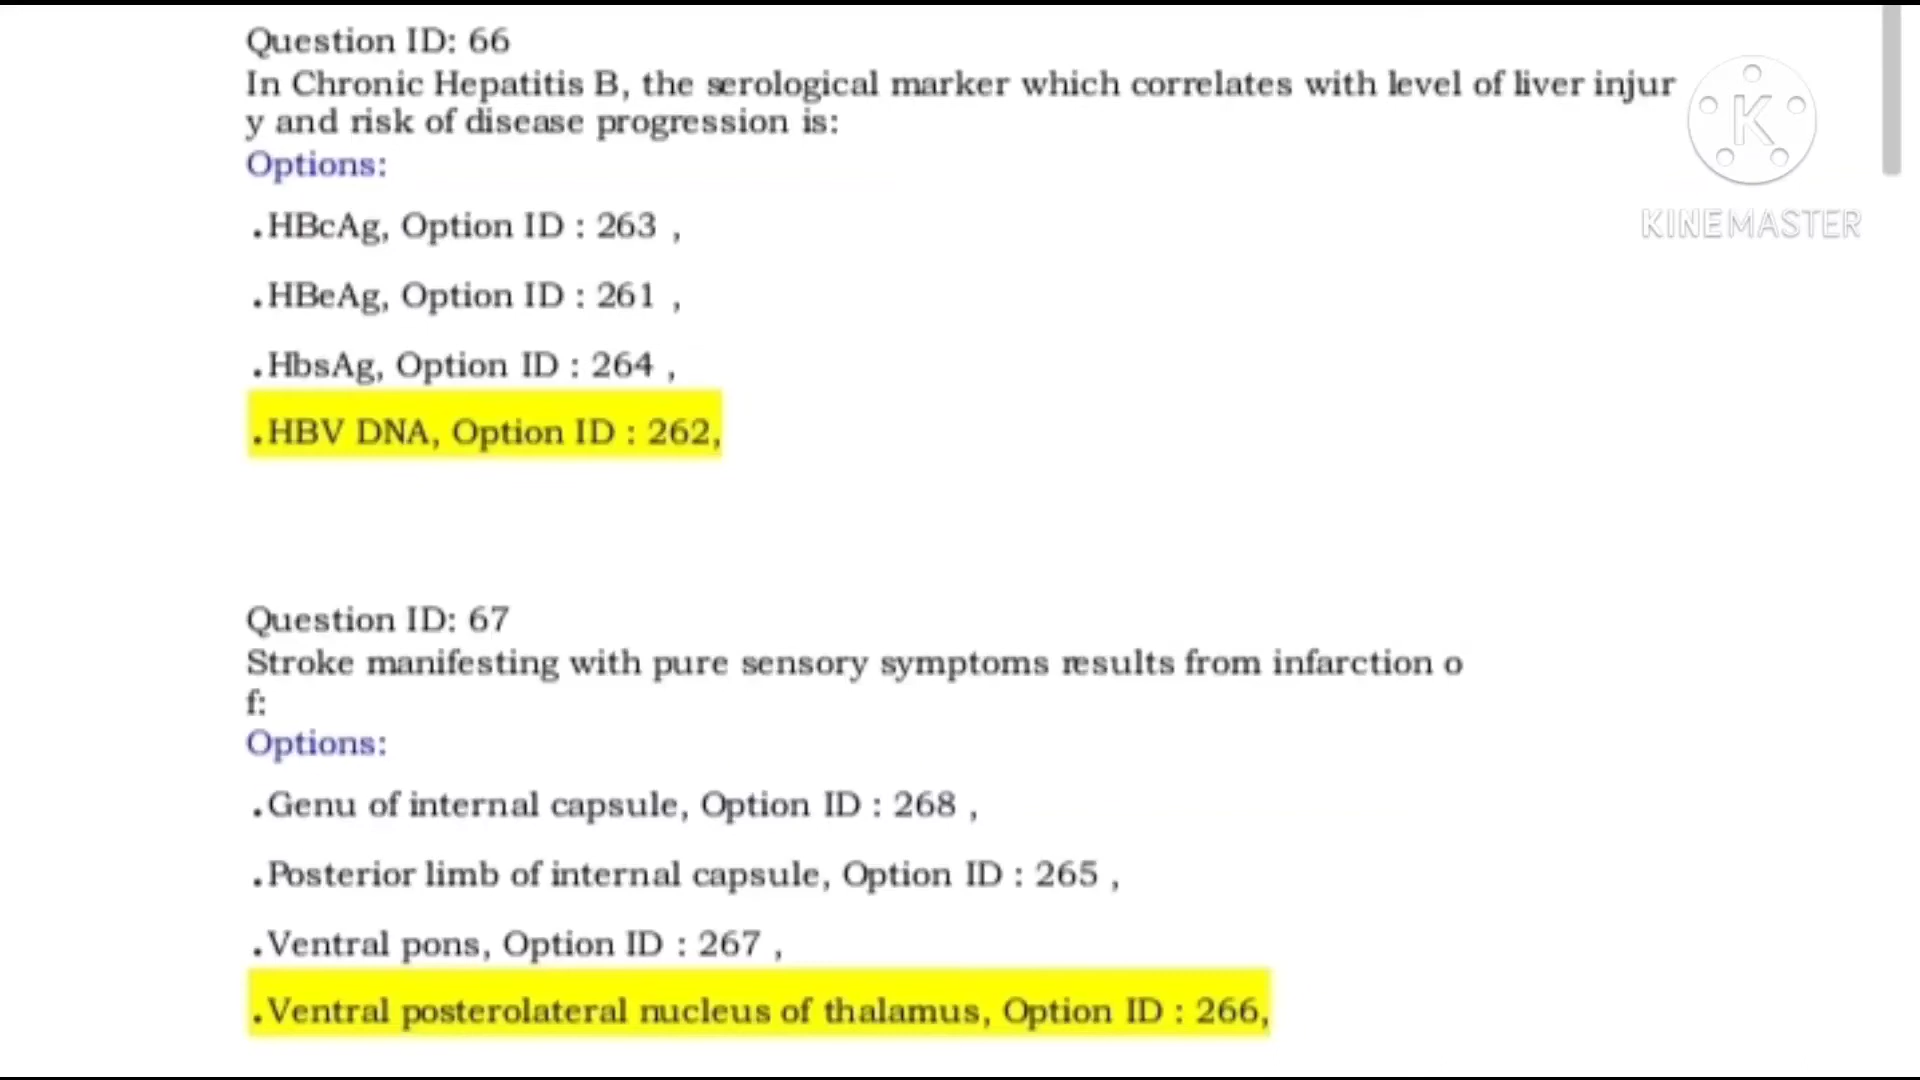 Question ID: 66
In Chronic Hepatitis B, the serological marker which correlates with level of liver injur
y and risk of disease progression is:
Options:
.HBcAg, Option ID : 263 ,
.HBeAg, Option ID : 261 ,
.HbsAg, Option ID : 264 ,
.HBV DNA, Option ID : 262,
K
KINEMASTER
Question ID: 67
Stroke manifesting with pure sensory symptoms results from infarction o
f:
Options:
.Genu of internal capsule, Option ID : 268 ,
.Posterior limb of internal capsule, Option ID : 265 ,
.Ventral pons, Option ID : 267 ,
.Ventral posterolateral nucleus of thalamus, Option ID : 266,